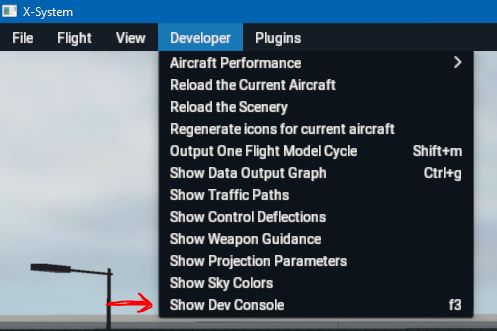 X-System
File Flight View Developer Plugins
Aircraft Performance
Reload the Current Aircraft
Reload the Scenery
Regenerate icons for current aircraft
Output One Flight Model Cycle Shift+m
Show Data Output Graph Ctrl+g
Show Traffic Paths
Show Control Deflections
Show Weapon Guidance
Show Projection Parameters
Show Sky Colors
Show Dev Console f3